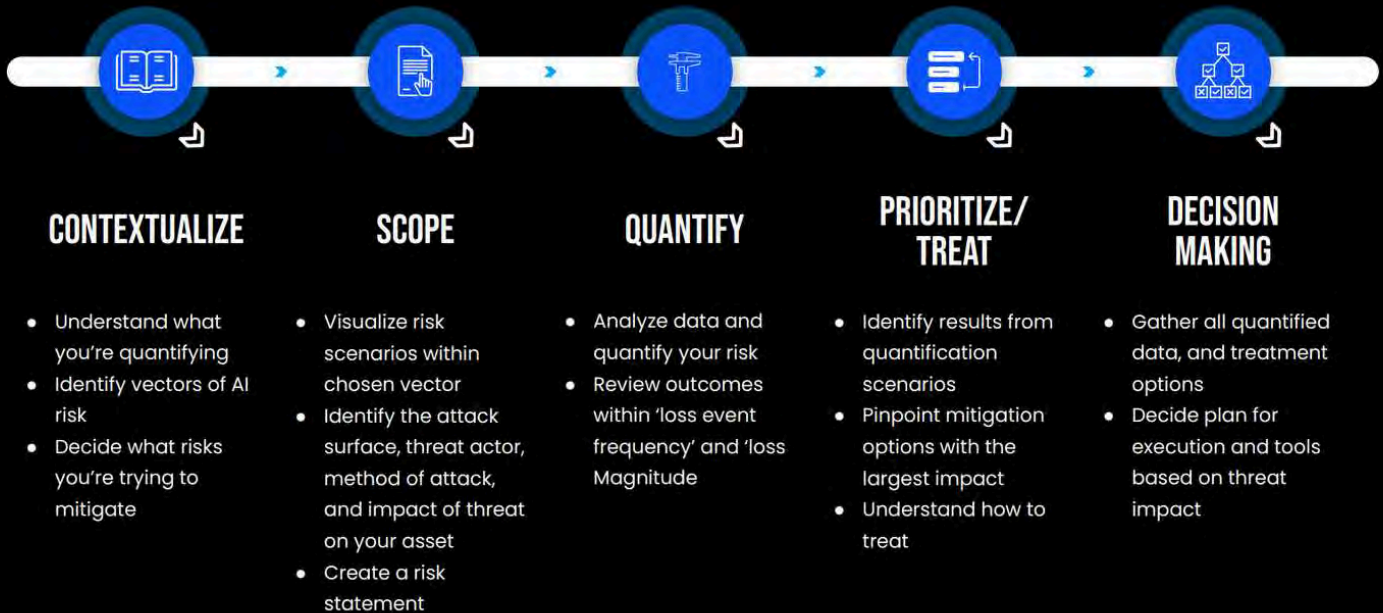 CONTEXTUALIZE
• Understand what
you're quantifying
• Identify vectors of AI
risk
• Decide what risks
you're trying to
mitigate
SCOPE
• Visualize risk
scenarios within
chosen vector
• Identify the attack
surface, threat actor,
method of attack,
and impact of threat
on your asset
• Create a risk
statement
QUANTIFY
• Analyze data and
quantify your risk
• Review outcomes
within ‘loss event
frequency’ and ‘loss
Magnitude
PRIORITIZE/
TREAT
• Identify results from
quantification
scenarios
• Pinpoint mitigation
options with the
largest impact
• Understand how to
treat
DECISION
MAKING
• Gather all quantified
data, and treatment
options
• Decide plan for
execution and tools
based on threat
impact